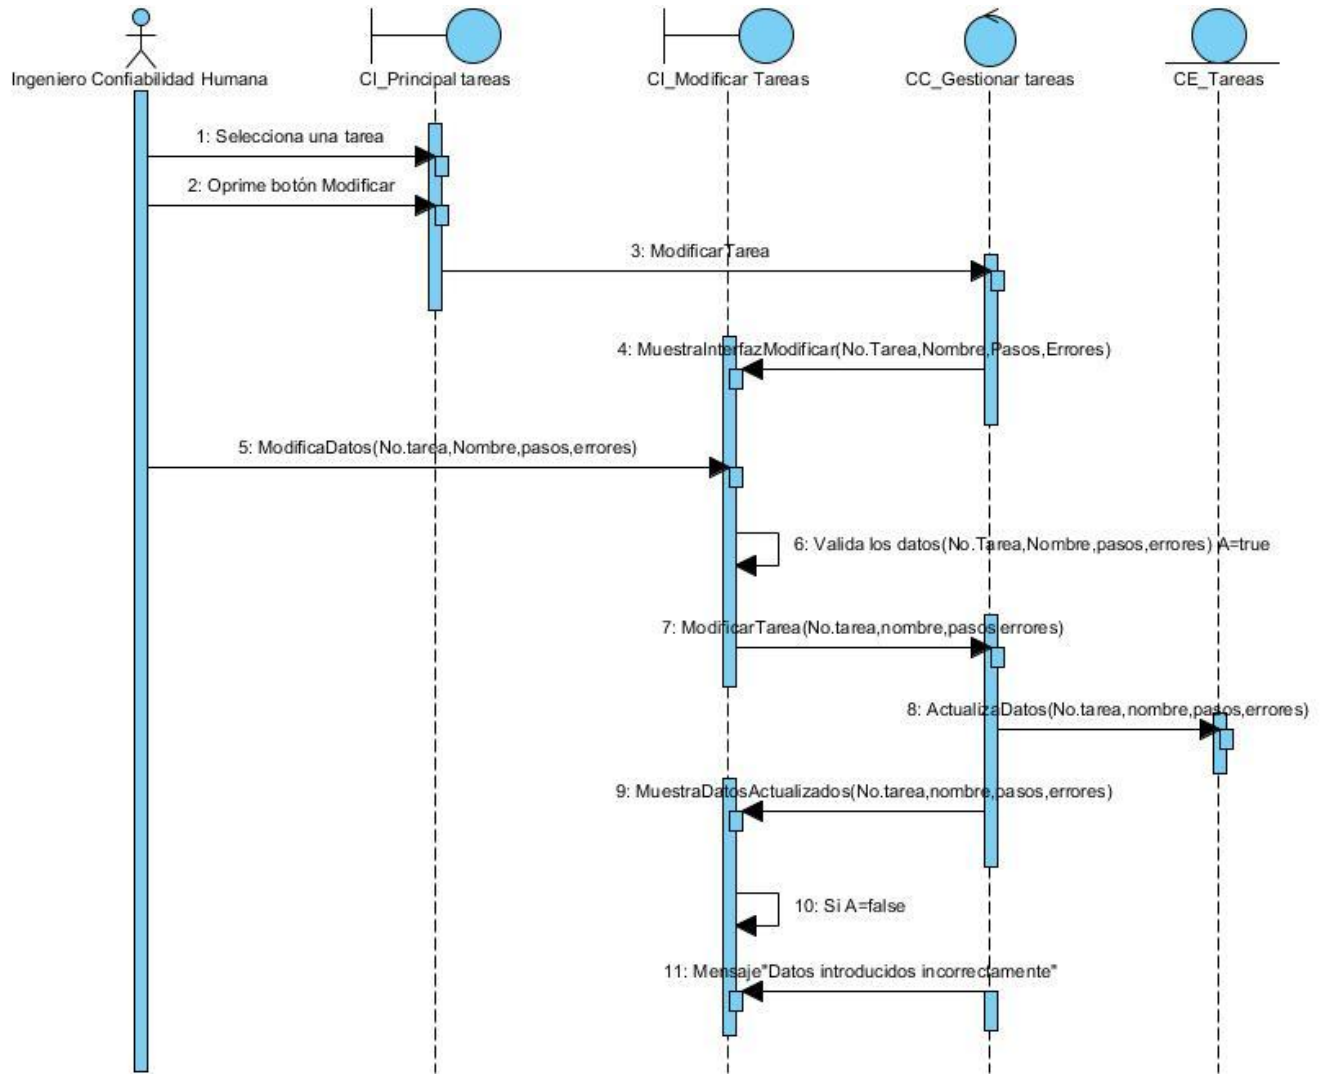 Ingeniero Confiabilidad Humana
CI_Principal tareas
CI_Modificar Tareas
CC_Gestionar tareas
CE_Tareas
1: Selecciona una tarea
2: Oprime botón Modificar
3: ModificarTarea
4: MuestraInterfazModificar(No.Tarea,Nombre,Pasos,Errores)
5: ModificaDatos(No.tarea,Nombre,pasos,errores)
6: Valida los datos(No.Tarea,Nombre,pasos,errores) A=true
7: ModificarTarea(No.tarea,nombre,pasos,errores)
8: ActualizaDatos(No.tarea,nombre,pasos,errores)
9: MuestraDatosActualizados(No.tarea,nombre,pasos,errores)
10: Si A=false
11: Mensaje"Datos introducidos incorrectamente"